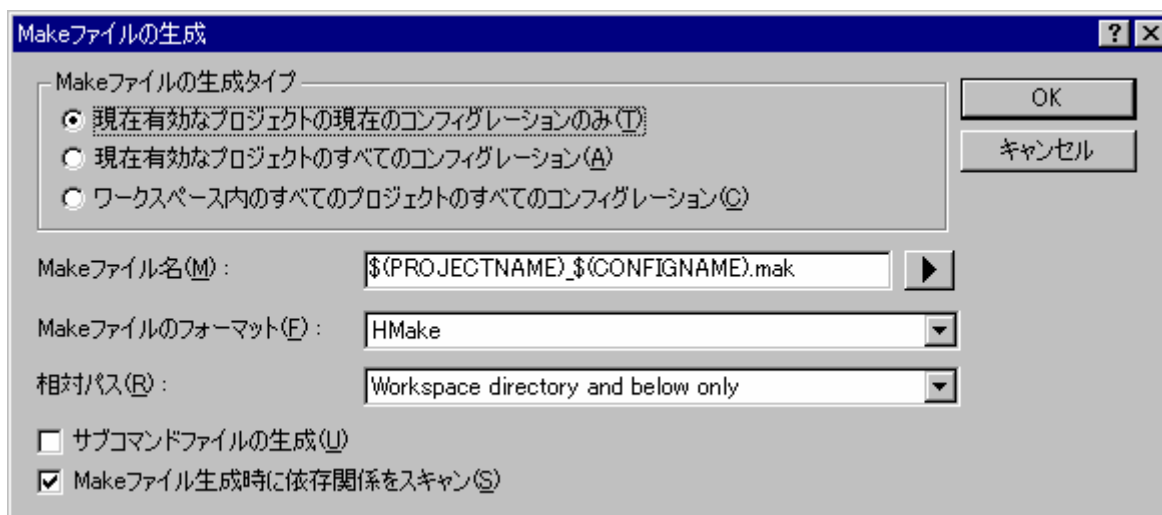 Makeファイルの生成
Makeファイルの生成タイプ
現在有効なプロジェクトの現在のコンフィグレーションのみ(T)
現在有効なプロジェクトのすべてのコンフィグレーション(A)
ワークスペース内のすべてのプロジェクトのすべてのコンフィグレーション(C)
OK
キャンセル
Makeファイル名(M):
$(PROJECTNAME)_$(CONFIGNAME).mak
Makeファイルのフォーマット(F):
HMake
相対パス(R):
Workspace directory and below only
サブコマンドファイルの生成(U)
Makeファイル生成時に依存関係をスキャン(S)